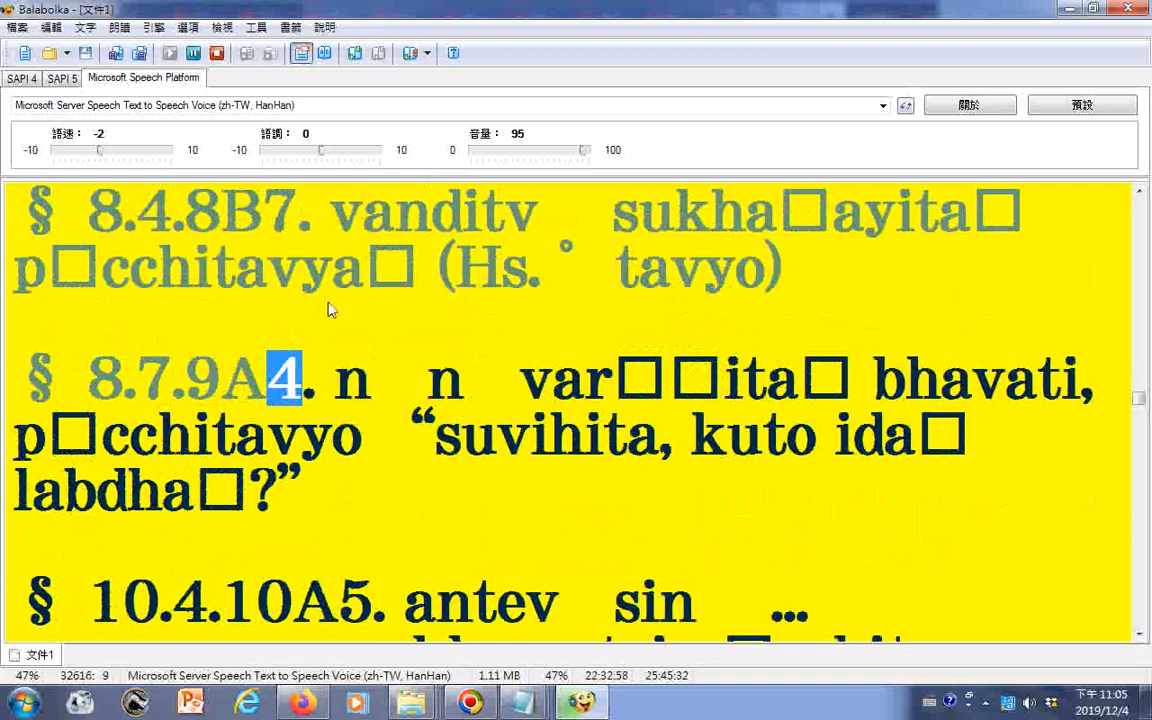 Balabolka - [文件1]
檔案 編輯 文字 朗讀 引擎 選項 檢視 工具 書籤 說明
SAPI 4 SAPI 5 Microsoft Speech Platform
Microsoft Server Speech Text to Speech Voice (zh-TW, HanHan)
關於 預設
語速： -2 語調： 0 音量： 95
-10 10 -10 10 0 100
§ 8.4.8B7. vanditv sukha□ayita□
p□cchitavya□ (Hs. ° tavyo)
§ 8.7.9A4. n n var□□ita□ bhavati,
p□cchitavyo “suvihita, kuto ida□
labdha□?”
§ 10.4.10A5. antev sin ...
文件1
47% 32616: 9 Microsoft Server Speech Text to Speech Voice (zh-TW, HanHan) 1.11 MB 47% 22:32:58 25:45:32
下午 11:05
2019/12/4